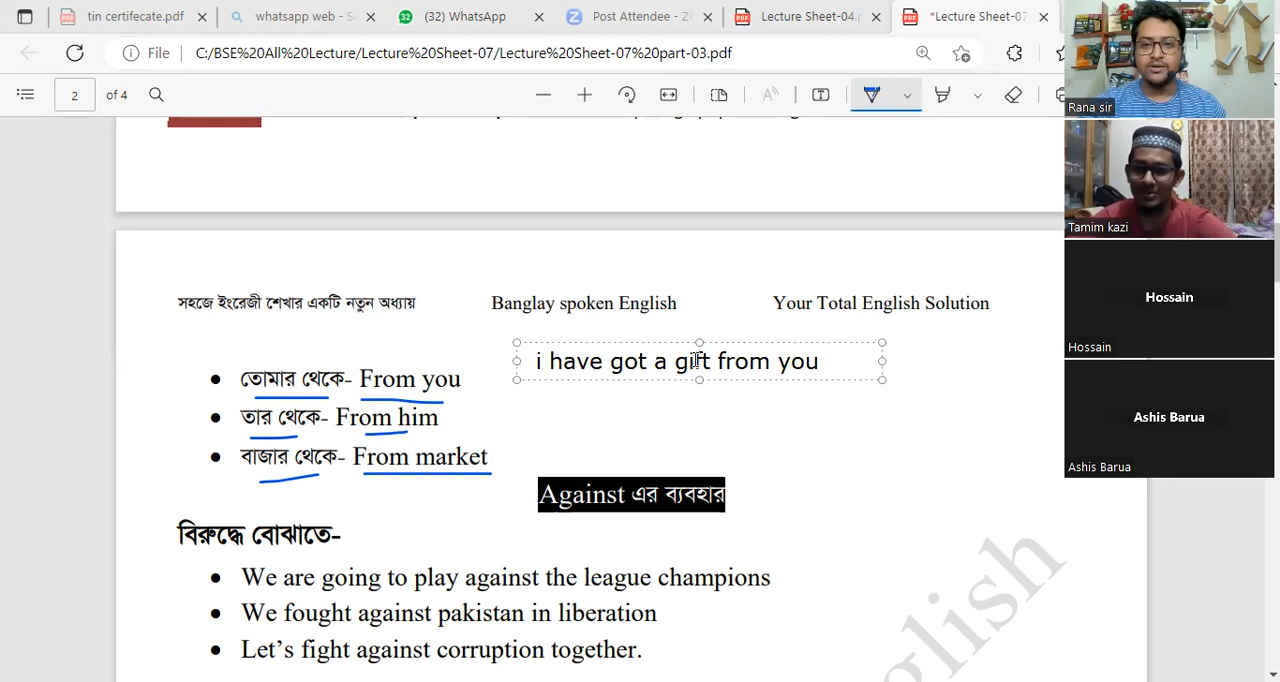 tin certifecate.pdf
whatsapp web - S
(32) WhatsApp
Post Attendee - Z
Lecture Sheet-04.
*Lecture Sheet-07
File
C:/BSE%20All%20Lecture/Lecture%20Sheet-07/Lecture%20Sheet-07%20part-03.pdf
2 of 4
Rana sir
Tamim kazi
Hossain
Hossain
Ashis Barua
Ashis Barua
সহজে ইংরেজী শেখার একটি নতুন অধ্যায়
Banglay spoken English
Your Total English Solution
i have got a gift from you
তোমার থেকে- From you
তার থেকে- From him
বাজার থেকে- From market
Against এর ব্যবহার
বিরুদ্ধে বোঝাতে-
We are going to play against the league champions
We fought against pakistan in liberation
Let’s fight against corruption together.
glish